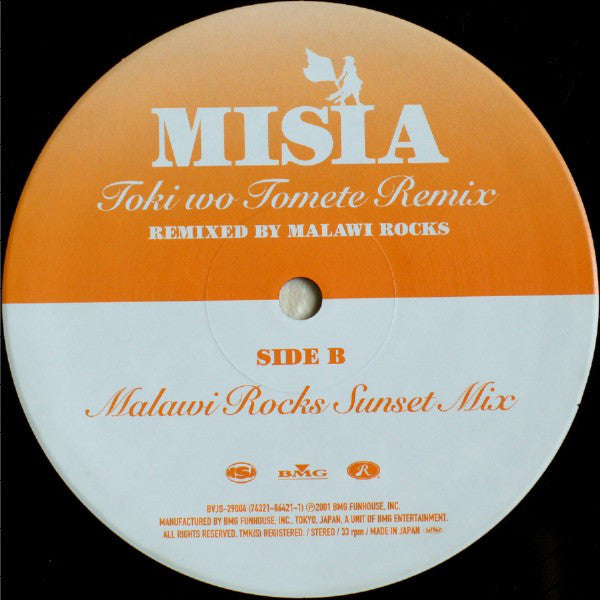 MISIA
Toki wo Tomete Remix
REMIXED BY MALAWI ROCKS
SIDE B
Malawi Rocks Sunset Mix
BMG
R
BVJS-29006 (74321-86421-1) Ⓟ2001 BMG FUNHOUSE, INC.
MANUFACTURED BY BMG FUNHOUSE, INC., TOKYO, JAPAN. A UNIT OF BMG ENTERTAINMENT.
ALL RIGHTS RESERVED. TMK(S) REGISTERED. / STEREO / 33 rpm / MADE IN JAPAN